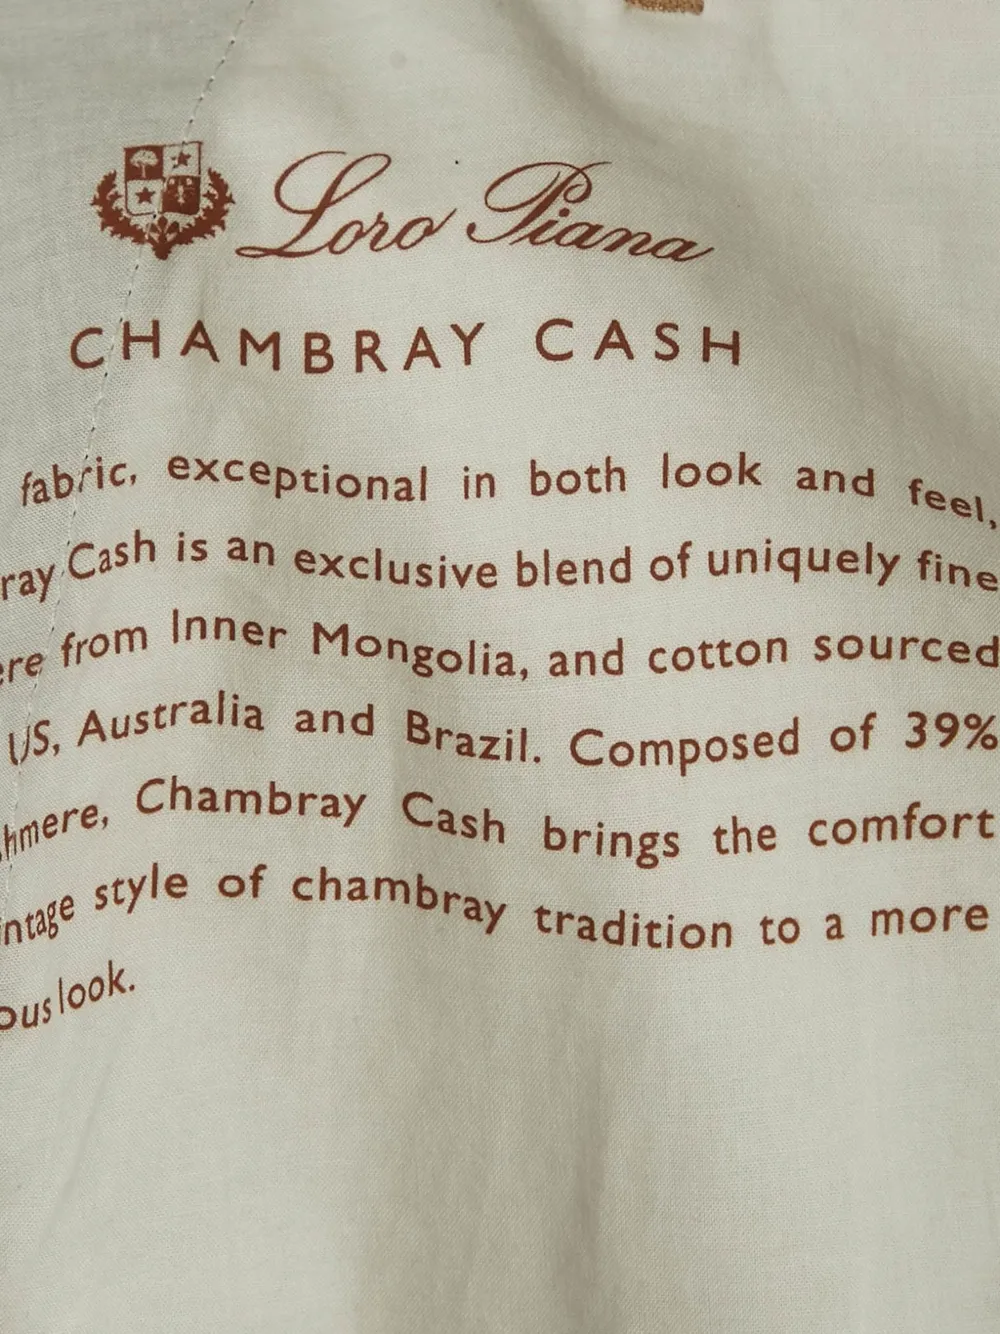 Loro Piana
CHAMBRAY CASH
fabric, exceptional in both look and feel,
ray Cash is an exclusive blend of uniquely fine
ere from Inner Mongolia, and cotton sourced
US, Australia and Brazil. Composed of 39%
hmere, Chambray Cash brings the comfort
intage style of chambray tradition to a more
ous look.